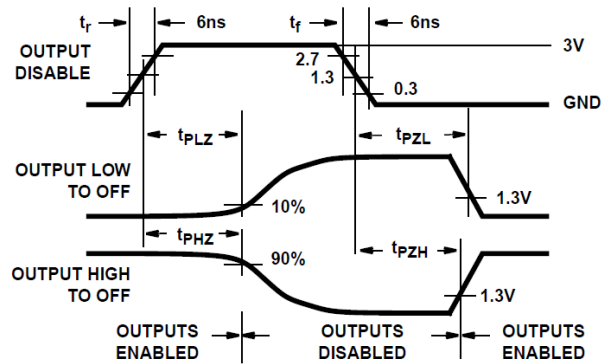 tr
6ns
tf
6ns
OUTPUT
DISABLE
2.7
1.3
0.3
3V
GND
tPLZ
tPZL
OUTPUT LOW
TO OFF
10%
1.3V
tPHZ
tPZH
OUTPUT HIGH
TO OFF
90%
1.3V
OUTPUTS
ENABLED
OUTPUTS
DISABLED
OUTPUTS
ENABLED